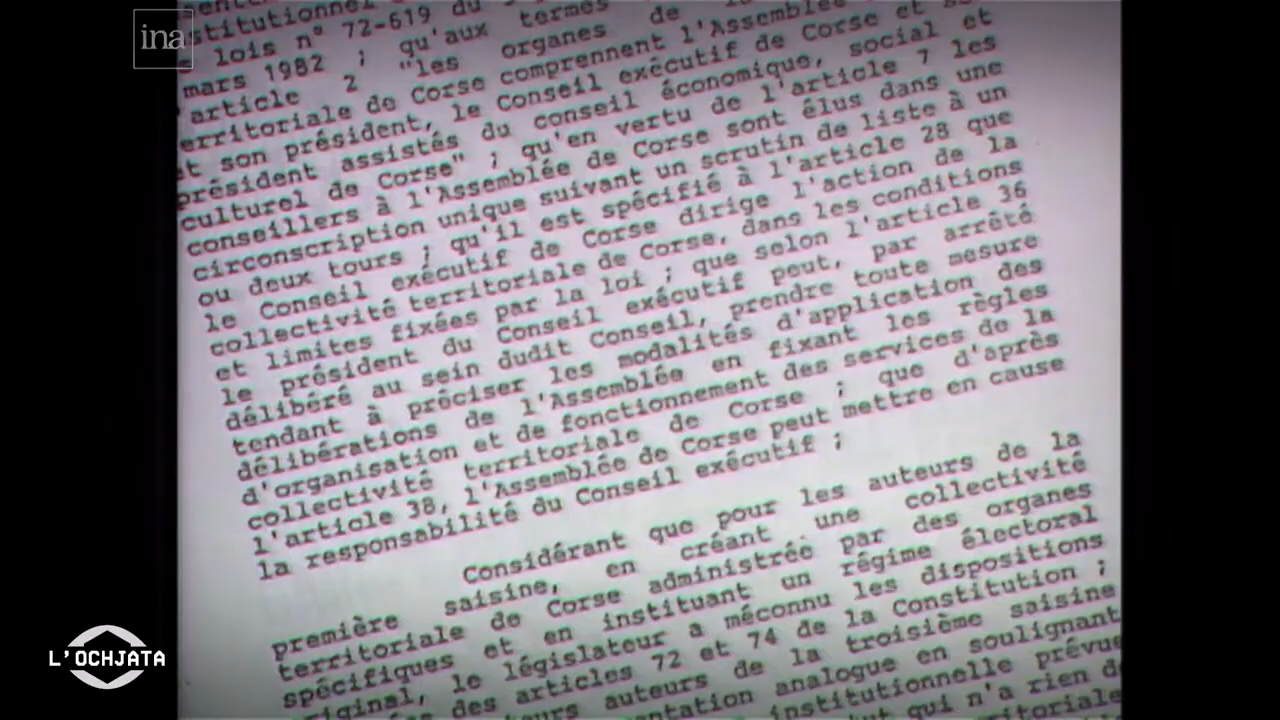 ina
stitutionnel
lois n° 72-619 du
mars 1982 ; qu'aux termes de
article 2 "les organes
erritoriale de Corse comprennent l'Assemblée
et son président, le Conseil exécutif de Corse et
président assistés du conseil économique, social et
culturel de Corse" ; qu'en vertu de l'article 7 les
conseillers à l'Assemblée de Corse sont élus dans une
circonscription unique suivant un scrutin de liste à un
ou deux tours ; qu'il est spécifié à l'article 28 que
le Conseil exécutif de Corse dirige l'action de la
collectivité territoriale de Corse, dans les conditions
et limites fixées par la loi ; que selon l'article 36
le président du Conseil exécutif peut, par arrêté
délibéré au sein dudit Conseil, prendre toute mesure
tendant à préciser les modalités d'application des
délibérations de l'Assemblée en fixant les règles
d'organisation et de fonctionnement des services de la
collectivité territoriale de Corse ; que d'après
l'article 38, l'Assemblée de Corse peut mettre en cause
la responsabilité du Conseil exécutif ;
Considérant que pour les auteurs de la
première saisine, en créant une collectivité
territoriale de Corse administrée par des organes
spécifiques et en instituant un régime électoral
original, le législateur a méconnu les dispositions
des articles 72 et 74 de la Constitution ;
auteurs de la troisième saisine
analogue en soulignant
institutionnelle prévue
qui n'a rien
L'OCHJATA